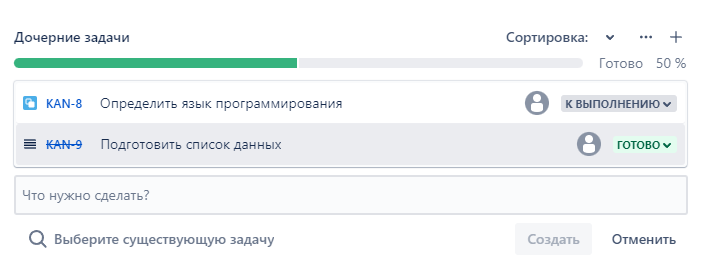 Дочерние задачи Сортировка:
Готово 50 %
KAN-8 Определить язык программирования К ВЫПОЛНЕНИЮ
KAN-9 Подготовить список данных ГОТОВО
Что нужно сделать?
Выберите существующую задачу Создать Отменить